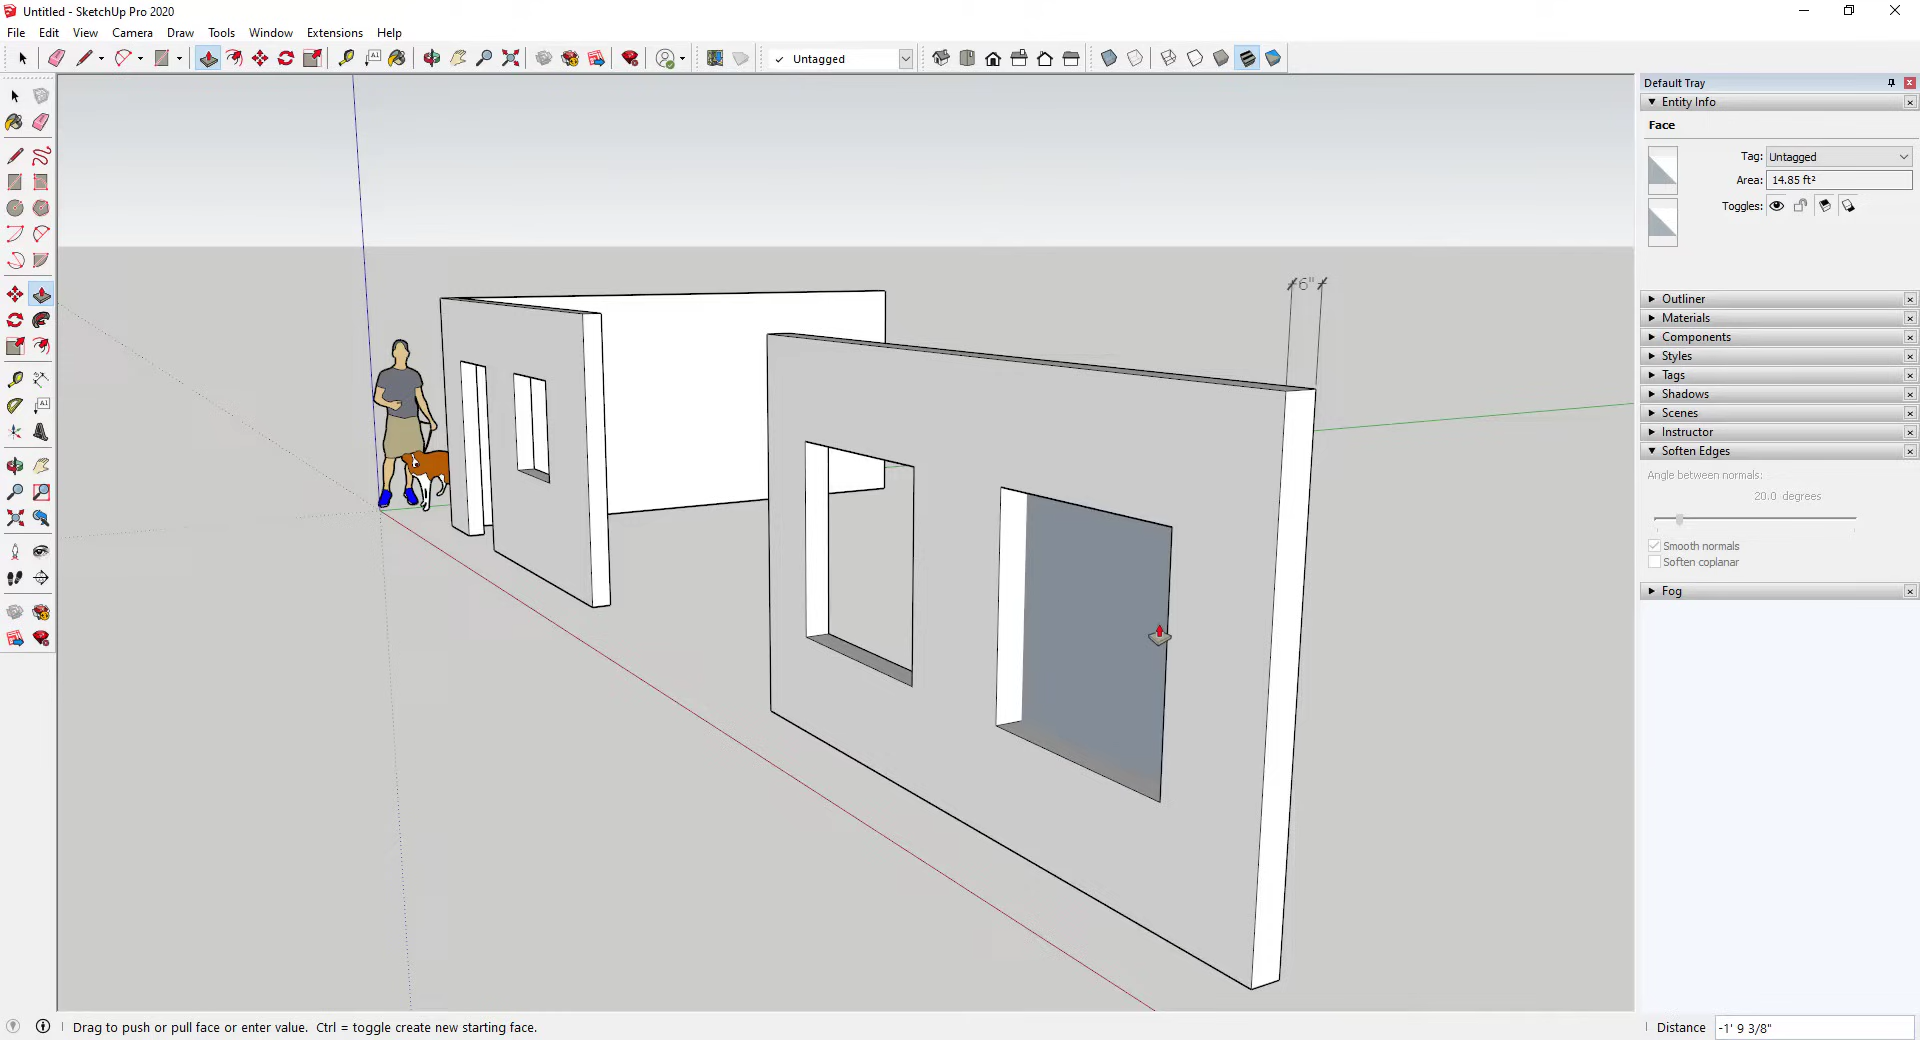 Untitled - SketchUp Pro 2020
File Edit View Camera Draw Tools Window Extensions Help
Untagged
Default Tray
Entity Info
Face
Tag: Untagged
Area: 14.85 ft²
Toggles:
Outliner
Materials
Components
Styles
Tags
Shadows
Scenes
Instructor
Soften Edges
Angle between normals:
20.0 degrees
Smooth normals
Soften coplanar
Fog
6"
Drag to push or pull face or enter value. Ctrl = toggle create new starting face.
Distance -1' 9 3/8"